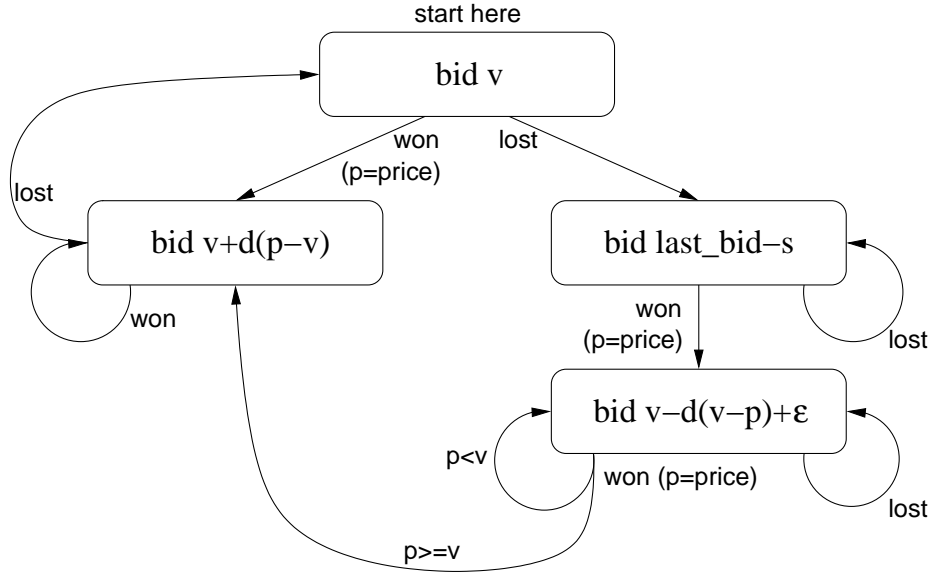 start here
bid v
won
(p=price)
lost
lost
bid v+d(p−v)
won
bid last_bid−s
won
(p=price)
lost
bid v−d(v−p)+ε
p<v
won (p=price)
lost
p>=v